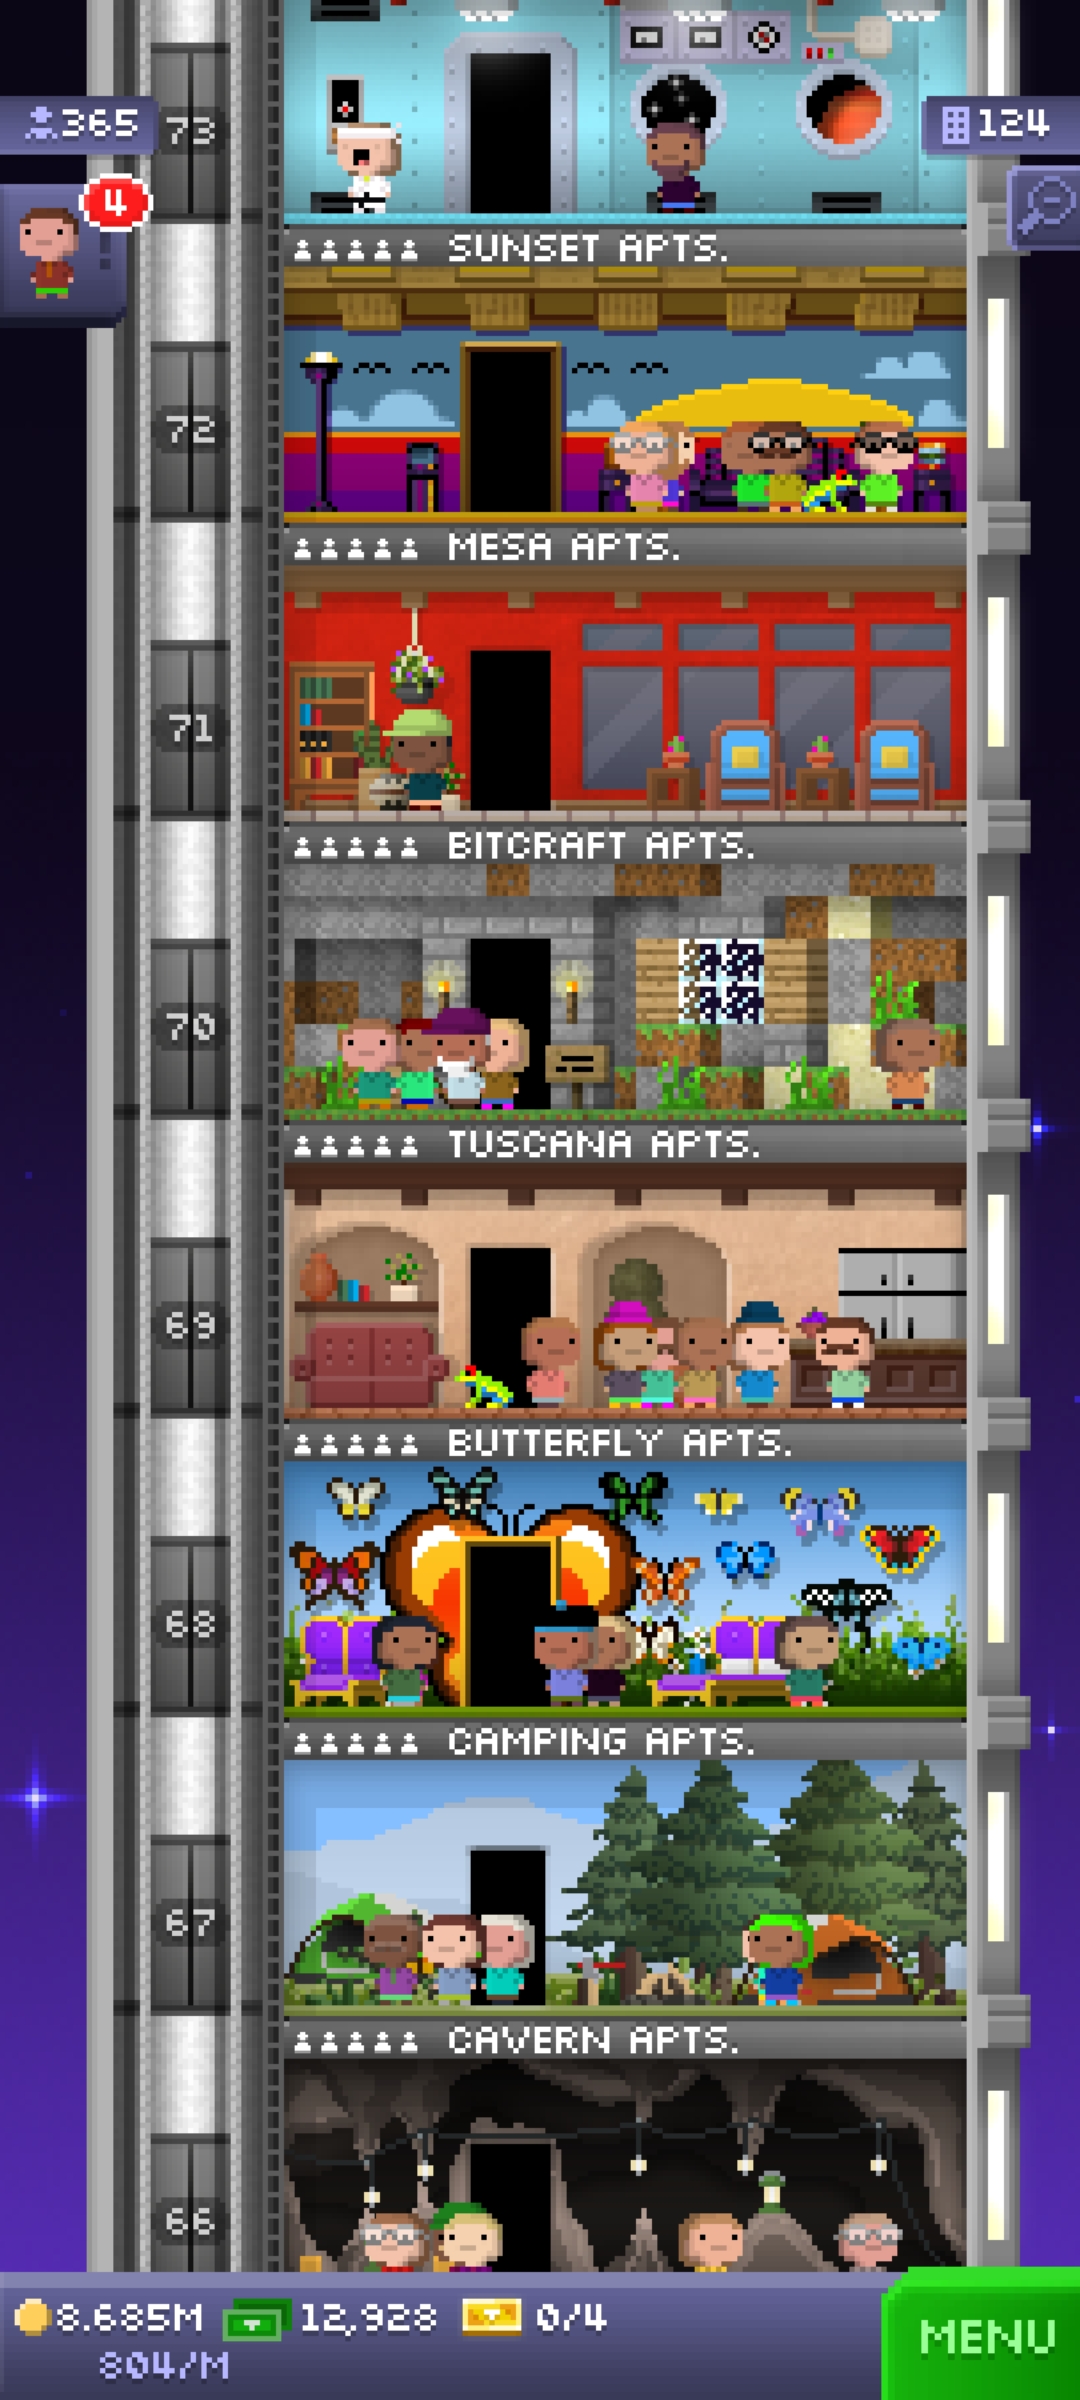 365
73
124
4
SUNSET APTS.
72
MESA APTS.
71
BITCRAFT APTS.
70
TUSCANA APTS.
69
BUTTERFLY APTS.
68
CAMPING APTS.
67
CAVERN APTS.
66
8.685M 12,928 0/4
804/M
MENU